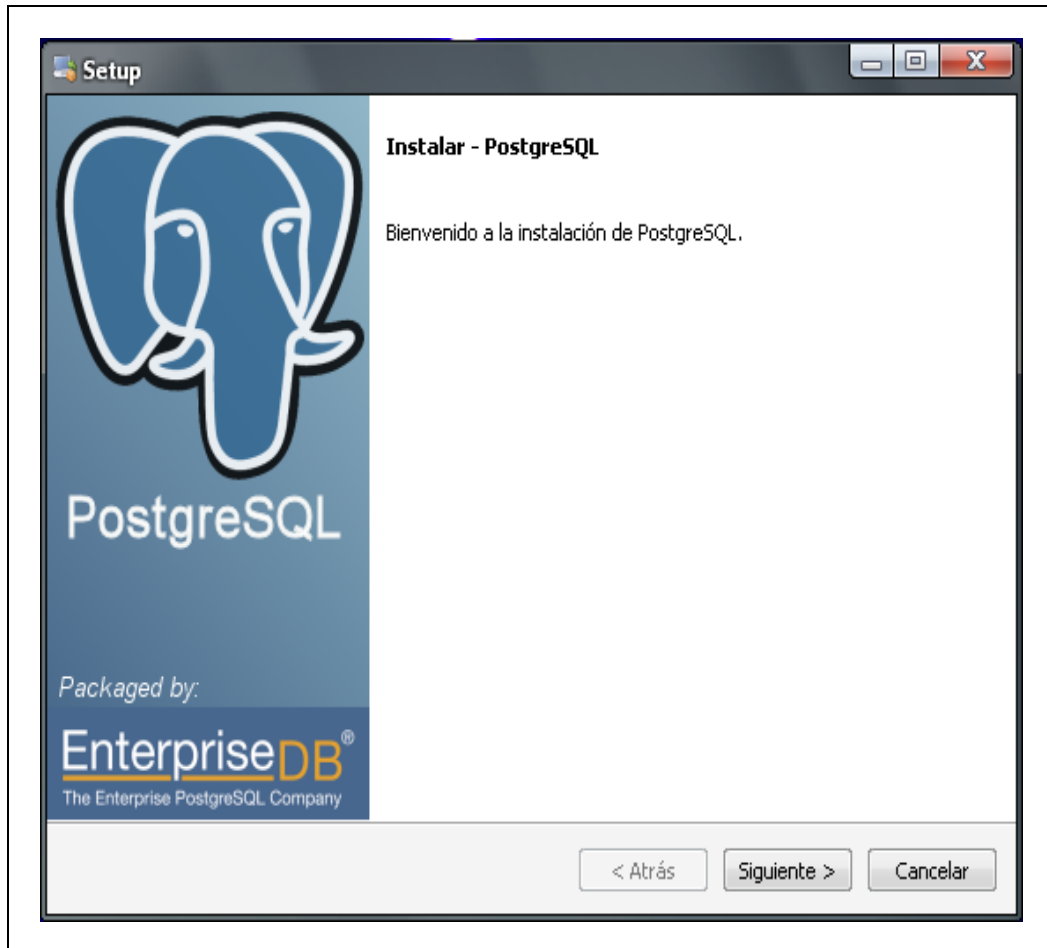 Setup
Instalar - PostgreSQL
Bienvenido a la instalación de PostgreSQL.
PostgreSQL
Packaged by:
EnterpriseDB®
The Enterprise PostgreSQL Company
< Atrás
Siguiente >
Cancelar